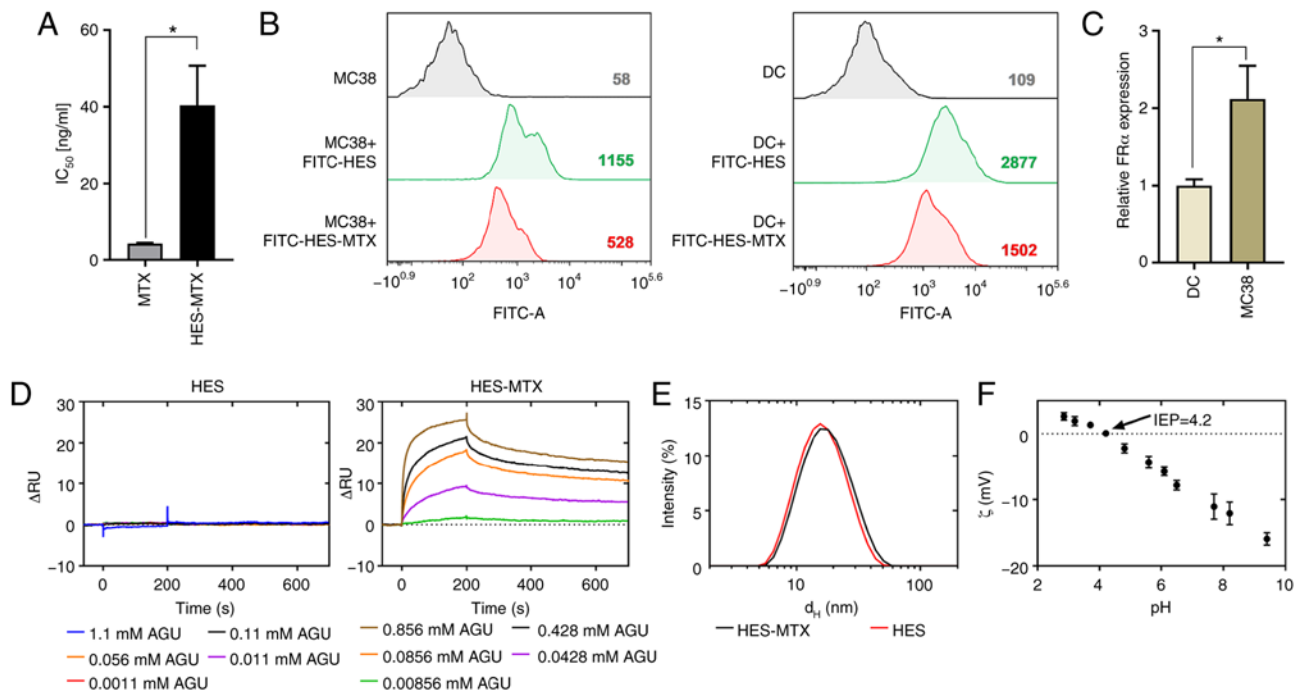 A
*
IC50 [ng/ml]
60
40
20
0
MTX
HES-MTX
B
MC38
58
MC38+
FITC-HES
1155
MC38+
FITC-HES-MTX
528
−10^0.9
10^2
10^3
10^4
10^5.6
FITC-A
DC
109
DC+
FITC-HES
2877
DC+
FITC-HES-MTX
1502
−10^0.9
10^2
10^3
10^4
10^5.6
FITC-A
C
*
Relative FRα expression
3
2
1
0
DC
MC38
D
HES
ΔRU
30
20
10
0
−10
0
200
400
600
Time (s)
1.1 mM AGU
0.11 mM AGU
0.056 mM AGU
0.011 mM AGU
0.0011 mM AGU
HES-MTX
ΔRU
30
20
10
0
−10
0
200
400
600
Time (s)
0.856 mM AGU
0.428 mM AGU
0.0856 mM AGU
0.0428 mM AGU
0.00856 mM AGU
E
Intensity (%)
15
10
5
0
10
100
dH (nm)
HES-MTX
HES
F
IEP=4.2
ζ (mV)
5
0
−10
−20
2
4
6
8
10
pH